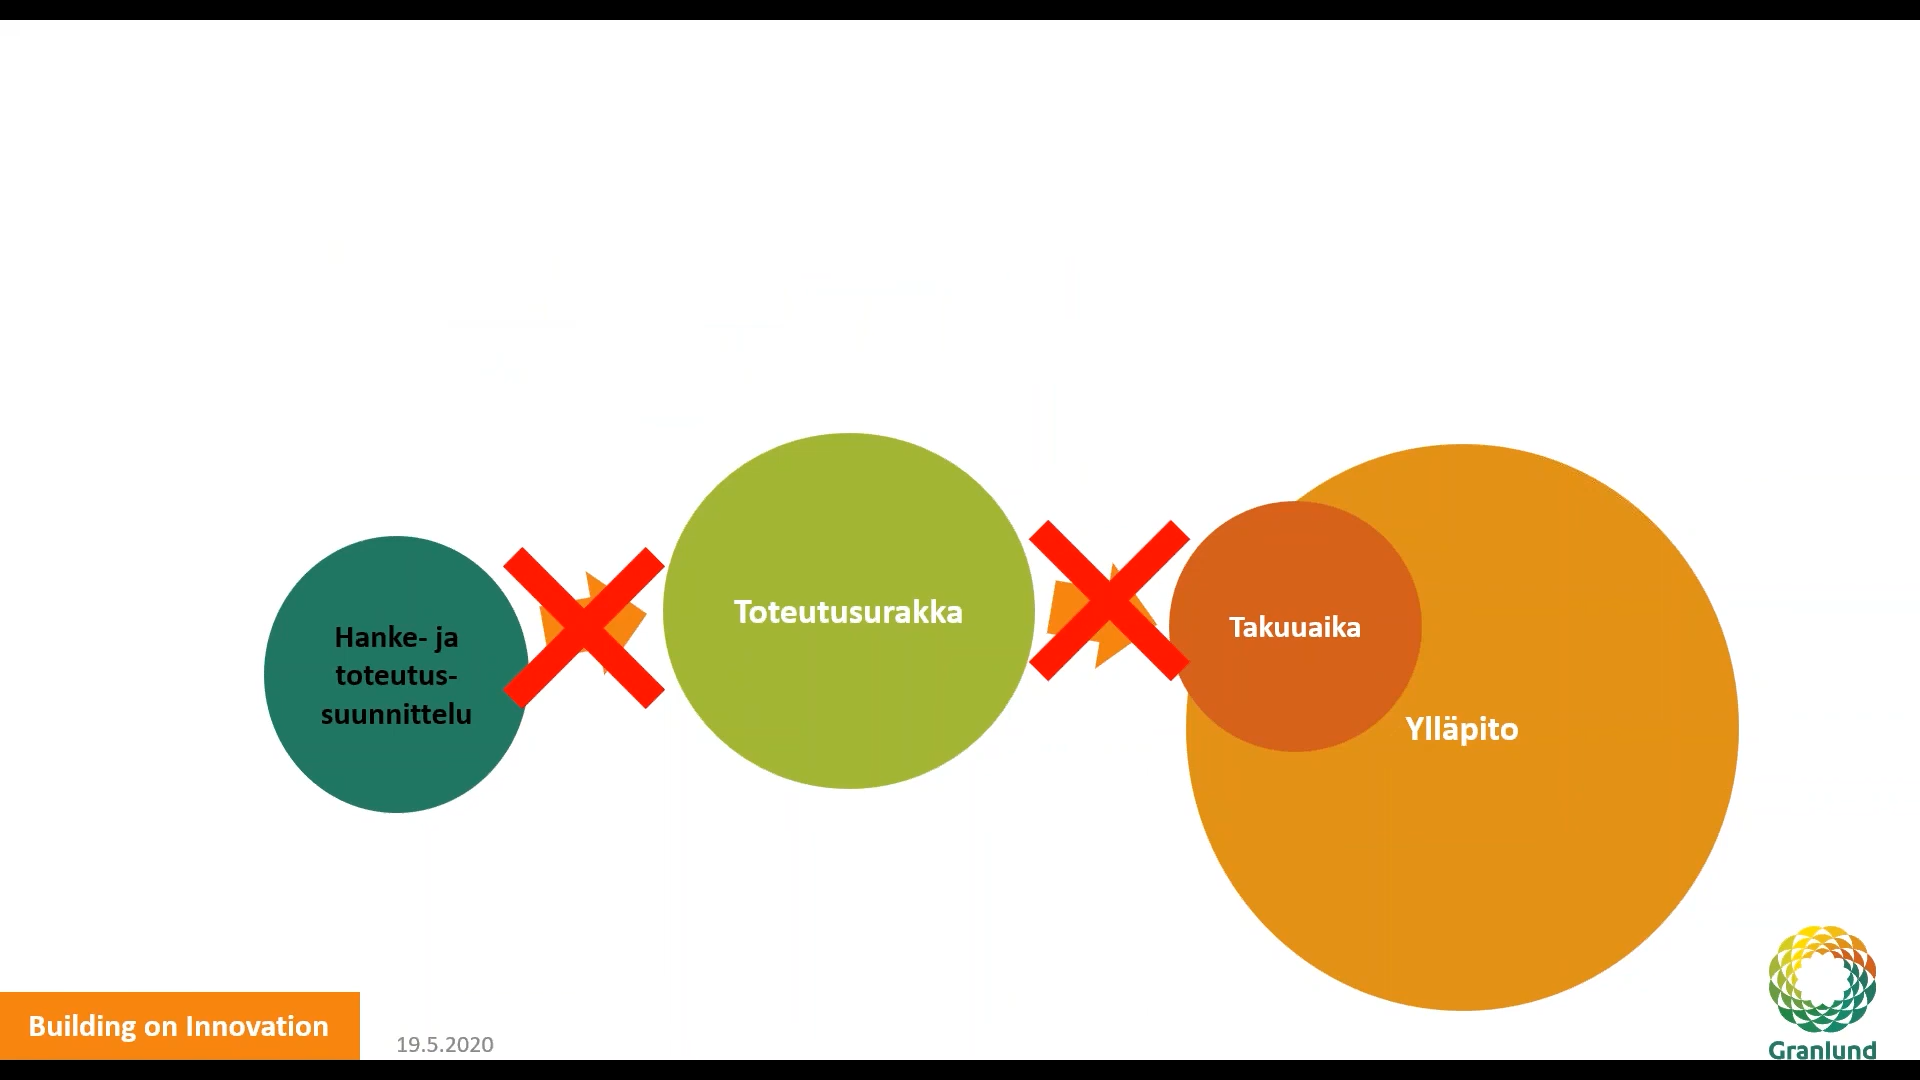 Hanke- ja
toteutus-
suunnittelu
Toteutusurakka
Takuuaika
Ylläpito
Building on Innovation
19.5.2020
Granlund